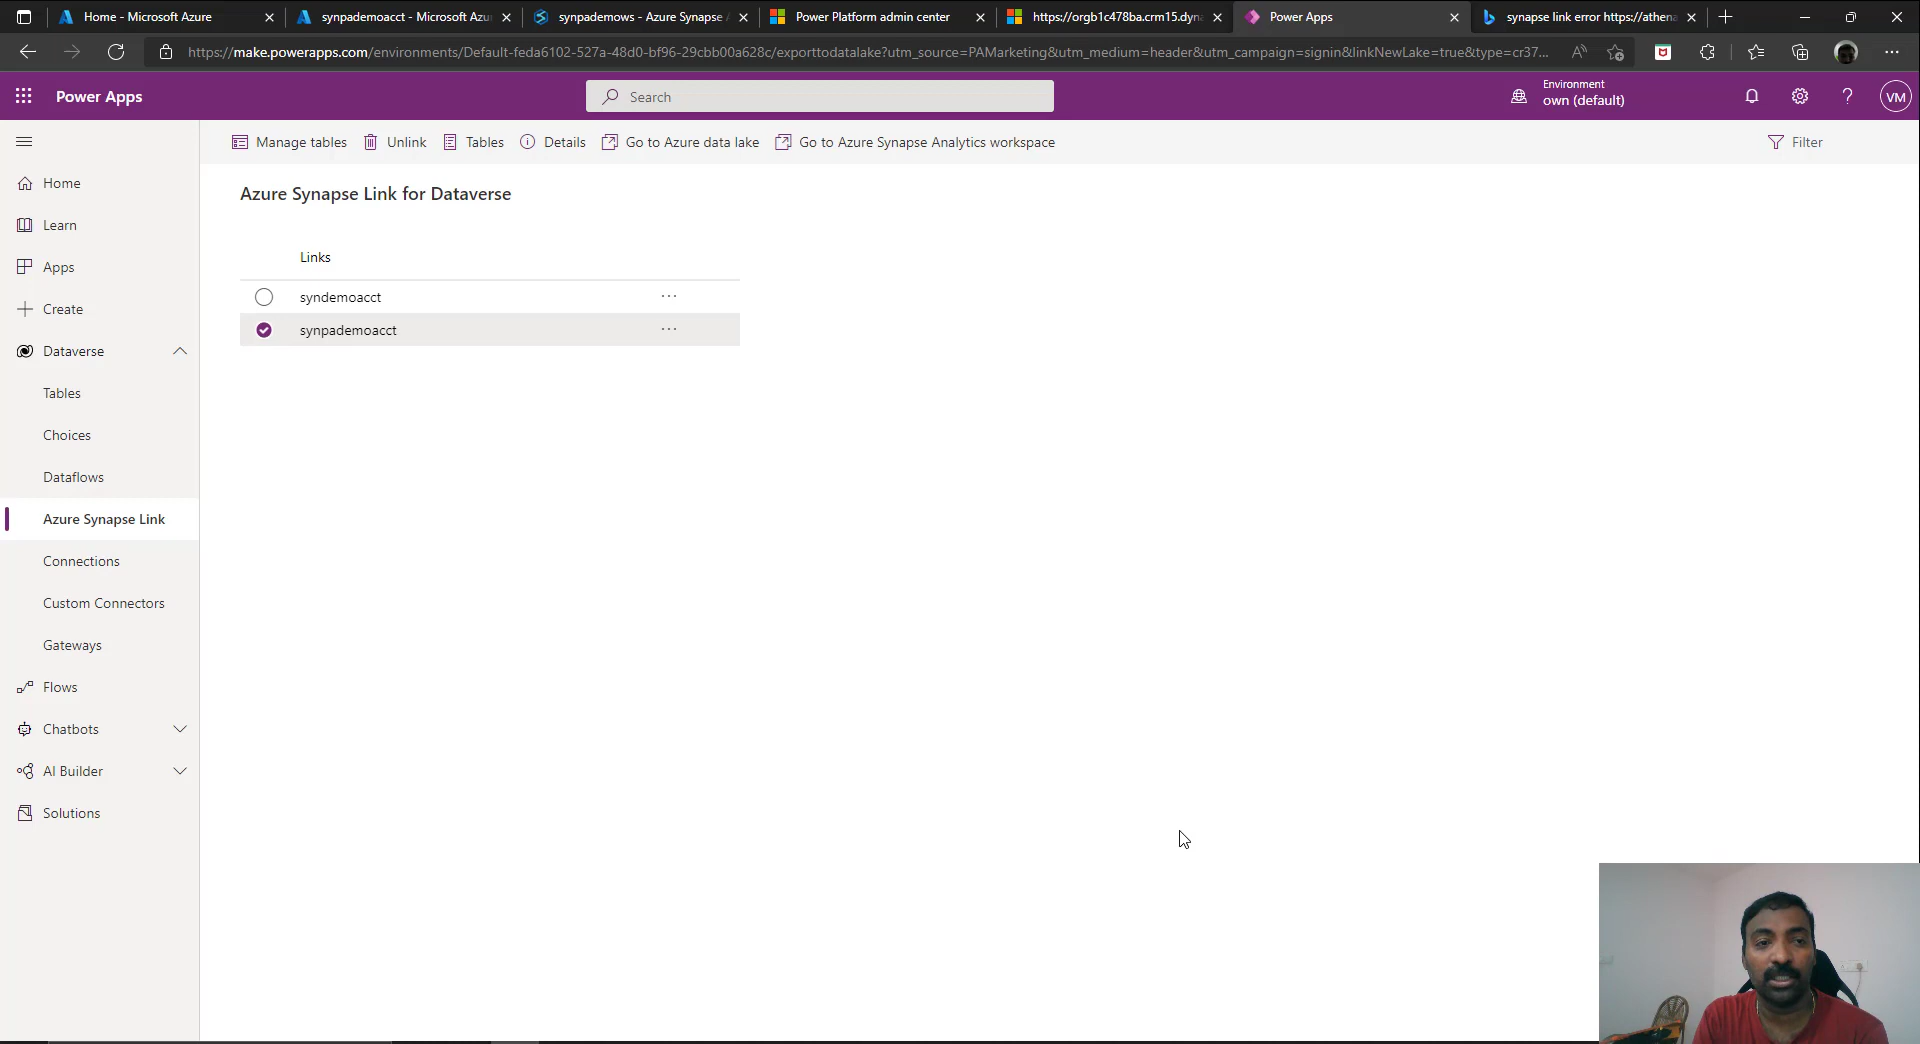 Home - Microsoft Azure
synpademoacct - Microsoft Azu
synpademows - Azure Synapse A
Power Platform admin center
https://orgb1c478ba.crm15.dyna
Power Apps
synapse link error https://athena
https://make.powerapps.com/environments/Default-feda6102-527a-48d0-bf96-29cbb00a628c/exporttodatalake?utm_source=PAMarketing&utm_medium=header&utm_campaign=signin&linkNewLake=true&type=cr37...
Power Apps
Search
Environment
own (default)
VM
Manage tables
Unlink
Tables
Details
Go to Azure data lake
Go to Azure Synapse Analytics workspace
Filter
Home
Learn
Apps
Create
Dataverse
Tables
Choices
Dataflows
Azure Synapse Link
Connections
Custom Connectors
Gateways
Flows
Chatbots
AI Builder
Solutions
Azure Synapse Link for Dataverse
Links
syndemoacct
synpademoacct